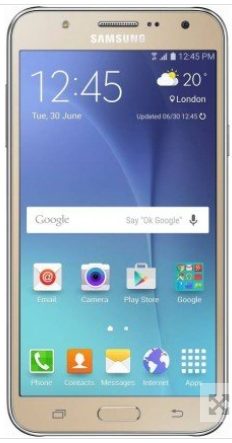 SAMSUNG
12:45 PM
12:45
20°
London
Tue, 30 June
Updated 06/30 12:45
Google
Say "Ok Google"
Email
Camera
Play Store
Google
Phone
Contacts
Messages
Internet
Apps